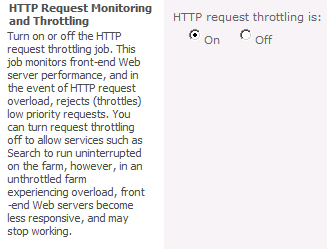 HTTP Request Monitoring
and Throttling
Turn on or off the HTTP
request throttling job. This
job monitors front-end Web
server performance, and in
the event of HTTP request
overload, rejects (throttles)
low priority requests. You
can turn request throttling
off to allow services such as
Search to run uninterrupted
on the farm, however, in an
unthrottled farm
experiencing overload, front
-end Web servers become
less responsive, and may
stop working.
HTTP request throttling is:
On Off